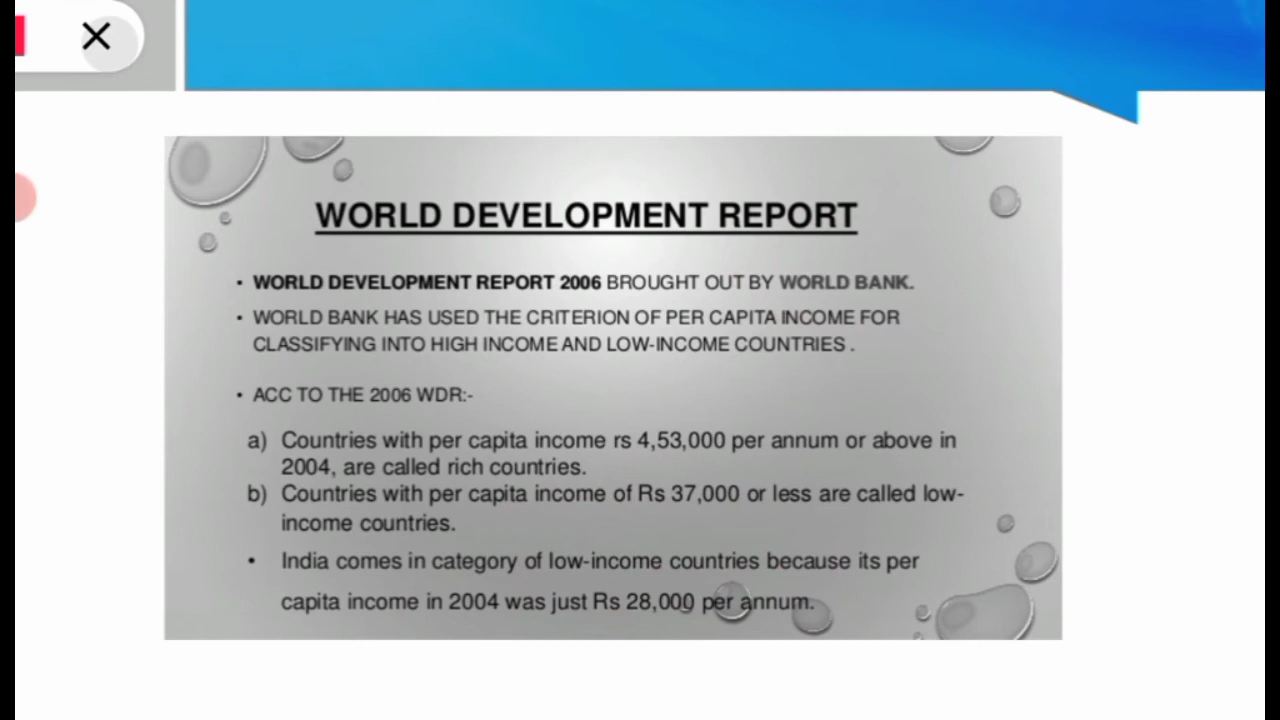 WORLD DEVELOPMENT REPORT
• WORLD DEVELOPMENT REPORT 2006 BROUGHT OUT BY WORLD BANK.
• WORLD BANK HAS USED THE CRITERION OF PER CAPITA INCOME FOR
CLASSIFYING INTO HIGH INCOME AND LOW-INCOME COUNTRIES .
• ACC TO THE 2006 WDR:-
a) Countries with per capita income rs 4,53,000 per annum or above in
2004, are called rich countries.
b) Countries with per capita income of Rs 37,000 or less are called low-
income countries.
• India comes in category of low-income countries because its per
capita income in 2004 was just Rs 28,000 per annum.